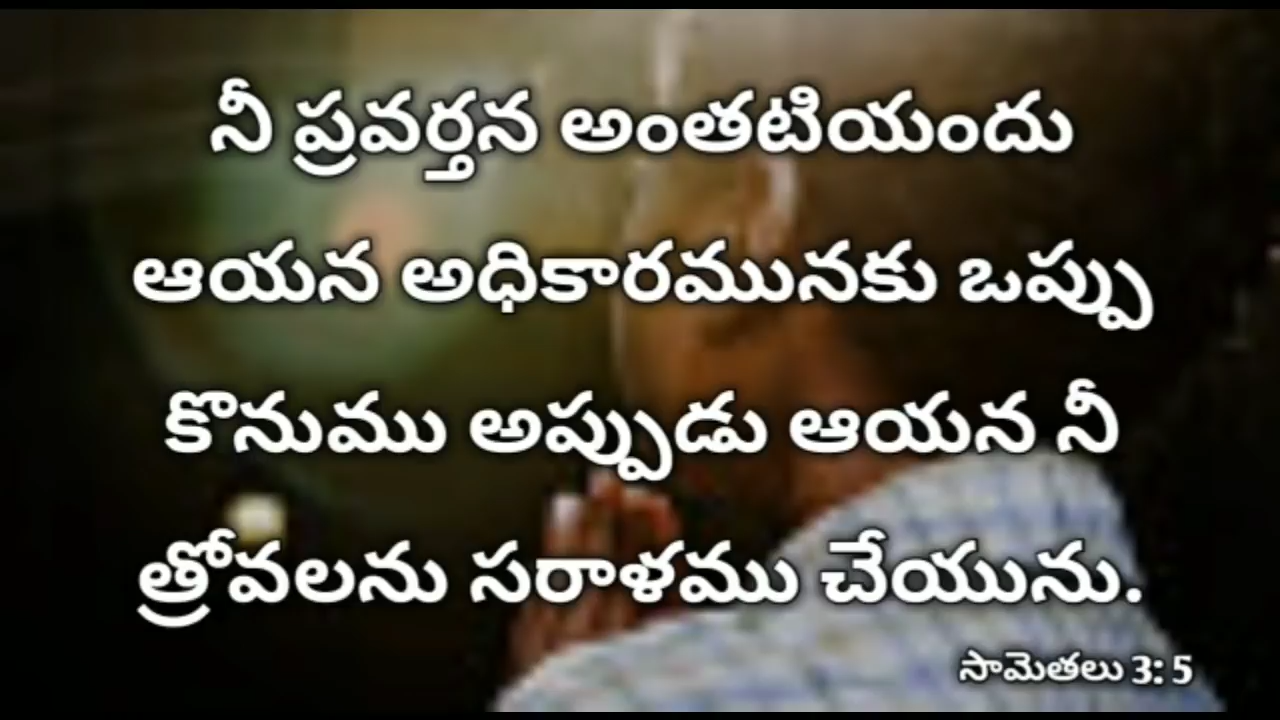 నీ ప్రవర్తన అంతటియందు
ఆయన అధికారమునకు ఒప్పు
కొనుము అప్పుడు ఆయన నీ
త్రోవలను సరాళము చేయును.
సామెతలు 3: 5